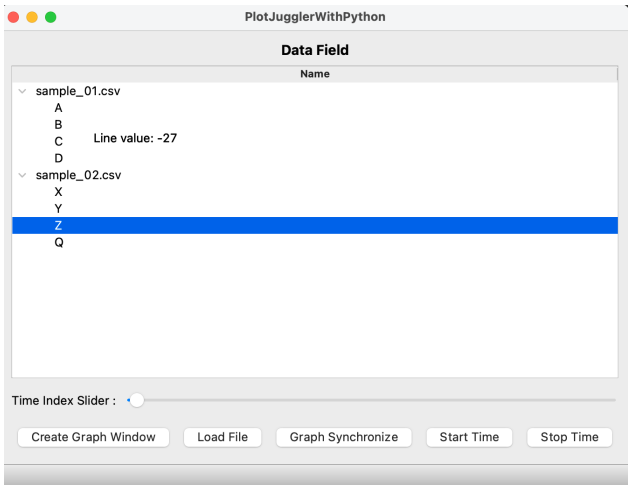 PlotJugglerWithPython
Data Field
Name
sample_01.csv
A
B
C Line value: -27
D
sample_02.csv
X
Y
Z
Q
Time Index Slider :
Create Graph Window Load File Graph Synchronize Start Time Stop Time